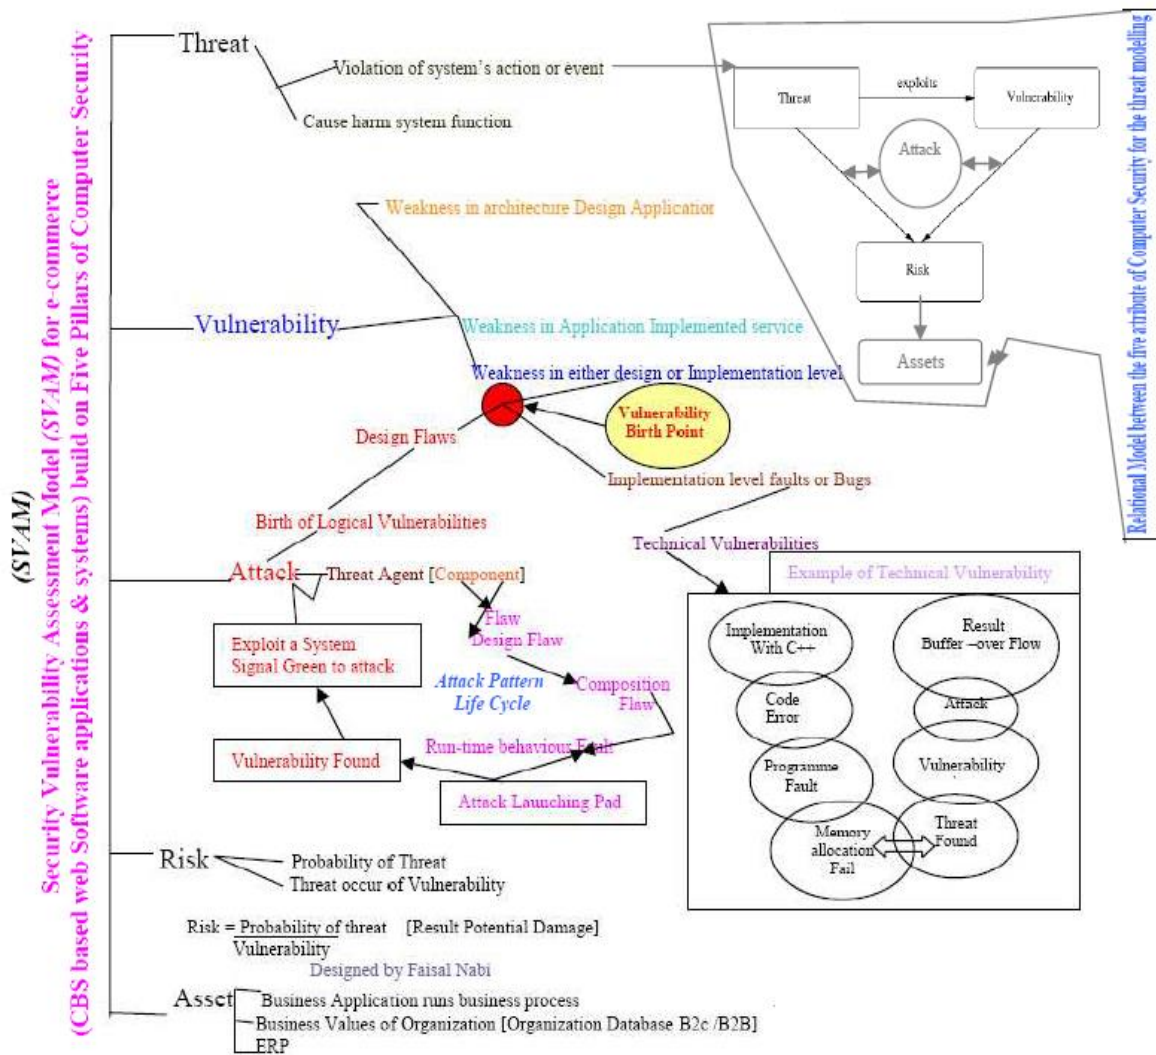 (SVAM)
Security Vulnerability Assessment Model (SVAM) for e-commerce
(CBS based web Software applications & systems) build on Five Pillars of Computer Security
Threat
Violation of system's action or event
Cause harm system function
Threat
exploits
Vulnerability
Attack
Risk
Assets
Relational Model between the five attribute of Computer Security for the threat modelling
Vulnerability
Weakness in architecture Design Application
Weakness in Application Implemented service
Weakness in either design or Implementation level
Vulnerability
Birth Point
Design Flaws
Implementation level faults or Bugs
Birth of Logical Vulnerabilities
Technical Vulnerabilities
Attack
Threat Agent [Component]
Flaw
Design Flaw
Exploit a System
Signal Green to attack
Attack Pattern
Life Cycle
Composition
Flaw
Run-time behaviour Fault
Vulnerability Found
Attack Launching Pad
Example of Technical Vulnerability
Implementation
With C++
Code
Error
Programme
Fault
Memory
allocation
Fail
Result
Buffer –over Flow
Attack
Vulnerability
Threat
Found
Risk
Probability of Threat
Threat occur of Vulnerability
Risk = Probability of threat [Result Potential Damage]
Vulnerability
Designed by Faisal Nabi
Asset
Business Application runs business process
Business Values of Organization [Organization Database B2c /B2B]
ERP